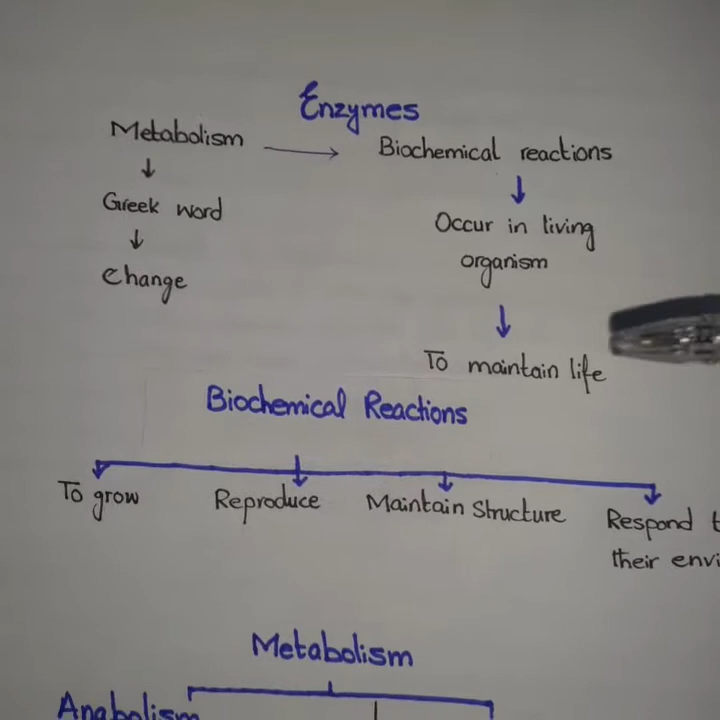 Enzymes
Metabolism → Biochemical reactions
↓ ↓
Greek word
Occur in living
organism
↓
Change
↓
To maintain life
Biochemical Reactions
To grow Reproduce Maintain Structure Respond
their
Metabolism
Anabolism